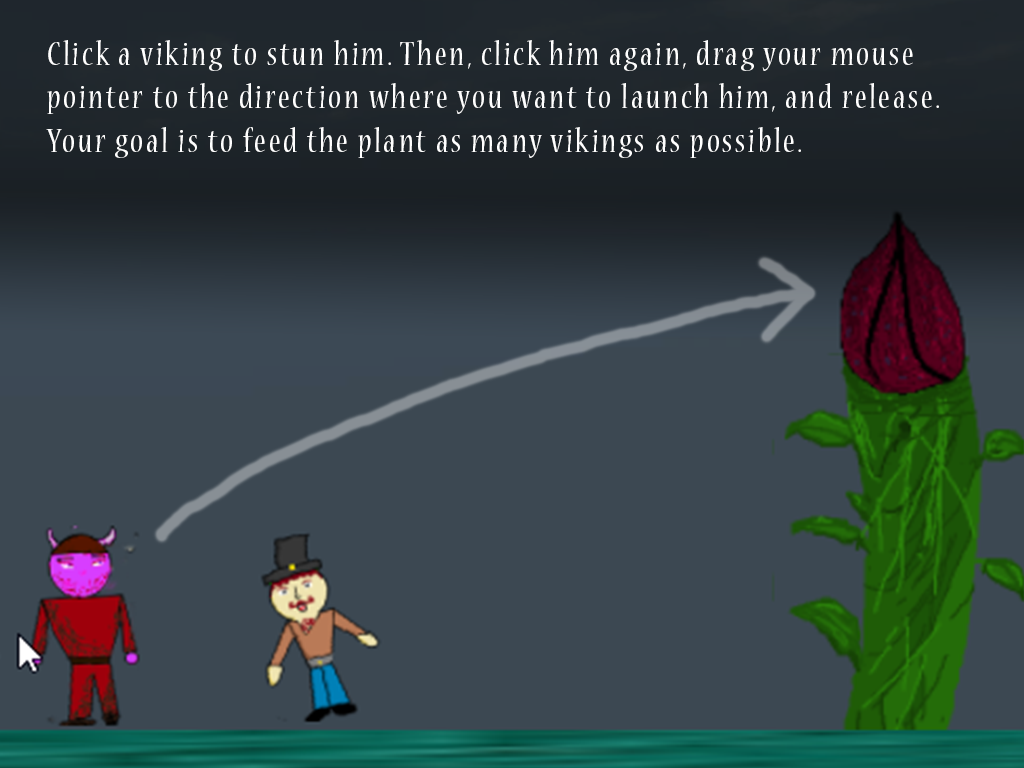 Click a viking to stun him. Then, click him again, drag your mouse
pointer to the direction where you want to launch him, and release.
Your goal is to feed the plant as many vikings as possible.